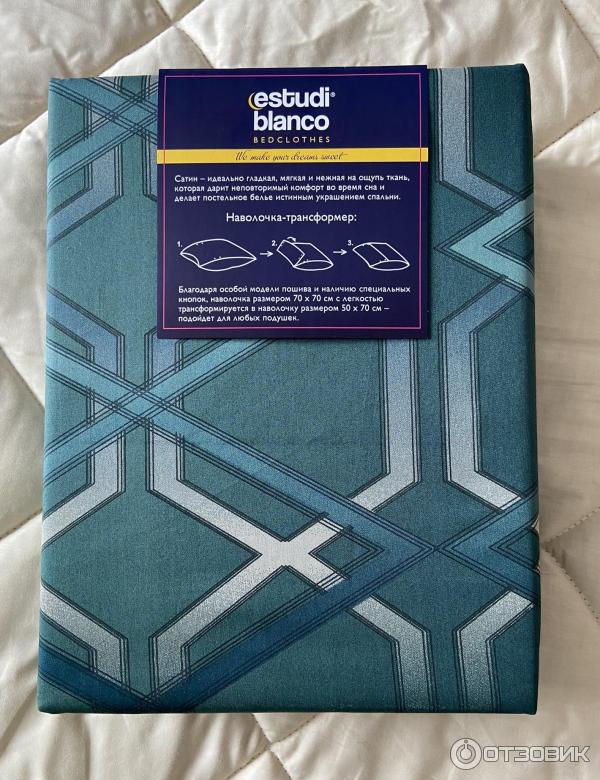 estudi®
blanco
BEDCLOTHES
We make your dreams sweet
Сатин – идеально гладкая, мягкая и нежная на ощупь ткань,
которая дарит неповторимый комфорт во время сна и
делает постельное белье истинным украшением спальни.
Наволочка-трансформер:
1. 2. 3.
Благодаря особой модели пошива и наличию специальных
кнопок, наволочка размером 70 х 70 см с легкостью
трансформируется в наволочку размером 50 х 70 см –
подойдет для любых подушек.
ОТЗОВИК